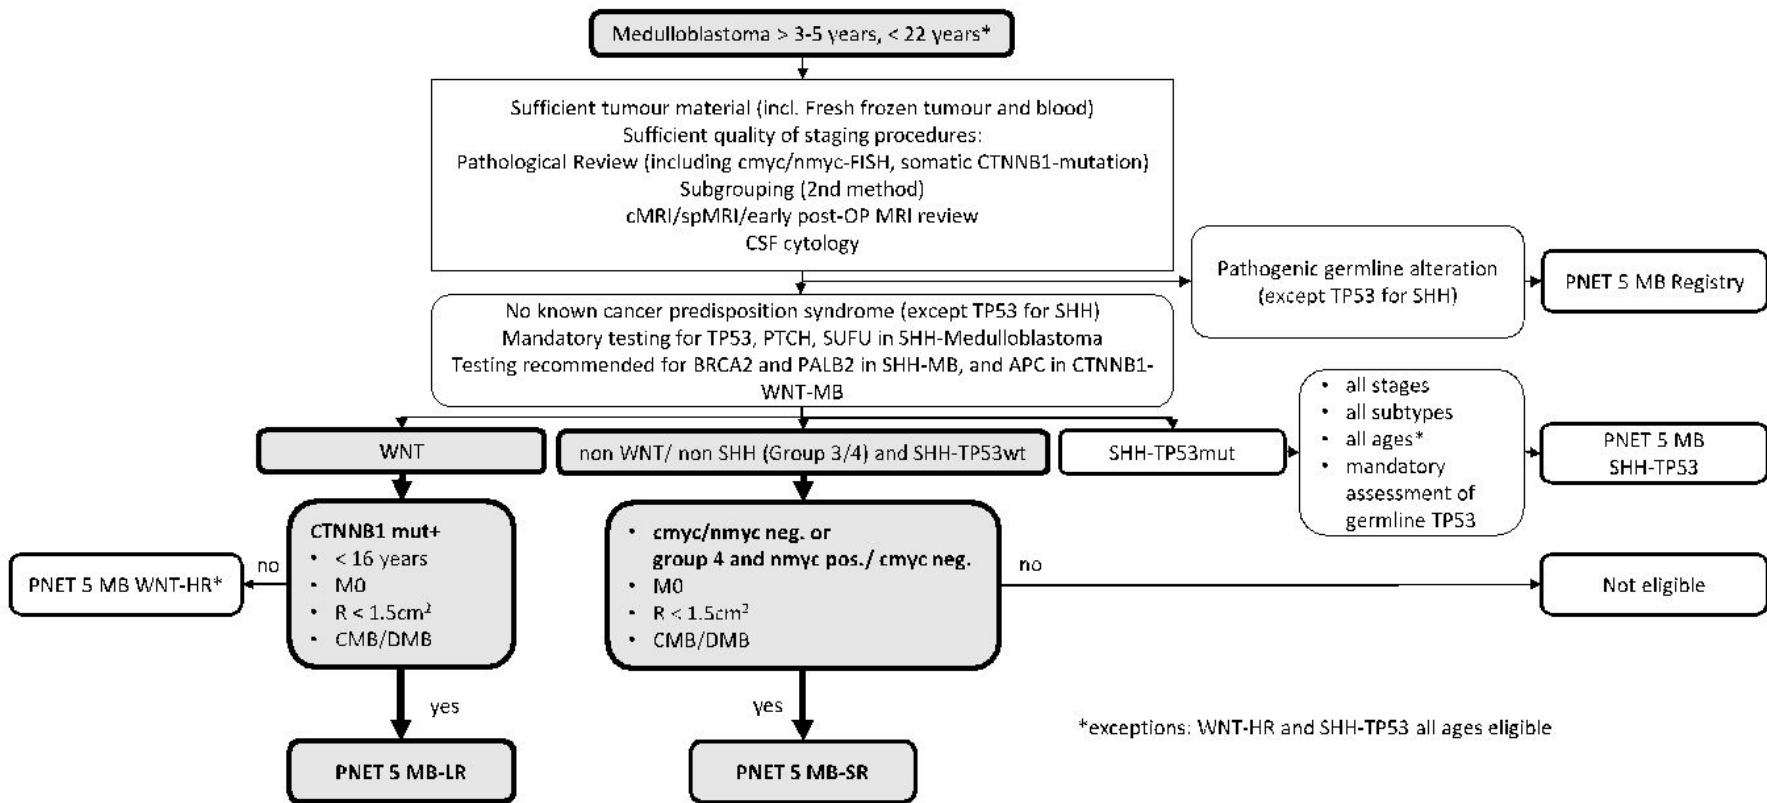 Medulloblastoma > 3-5 years, < 22 years*
Sufficient tumour material (incl. Fresh frozen tumour and blood)
Sufficient quality of staging procedures:
Pathological Review (including cmyc/nmyc-FISH, somatic CTNNB1-mutation)
Subgrouping (2nd method)
cMRI/spMRI/early post-OP MRI review
CSF cytology
Pathogenic germline alteration
(except TP53 for SHH)
PNET 5 MB Registry
No known cancer predisposition syndrome (except TP53 for SHH)
Mandatory testing for TP53, PTCH, SUFU in SHH-Medulloblastoma
Testing recommended for BRCA2 and PALB2 in SHH-MB, and APC in CTNNB1-
WNT-MB
WNT
non WNT/ non SHH (Group 3/4) and SHH-TP53wt
SHH-TP53mut
• all stages
• all subtypes
• all ages*
• mandatory
assessment of
germline TP53
PNET 5 MB
SHH-TP53
CTNNB1 mut+
• < 16 years
• M0
• R < 1.5cm²
• CMB/DMB
no
PNET 5 MB WNT-HR*
• cmyc/nmyc neg. or
group 4 and nmyc pos./ cmyc neg.
• M0
• R < 1.5cm²
• CMB/DMB
no
Not eligible
yes
yes
PNET 5 MB-LR
PNET 5 MB-SR
*exceptions: WNT-HR and SHH-TP53 all ages eligible